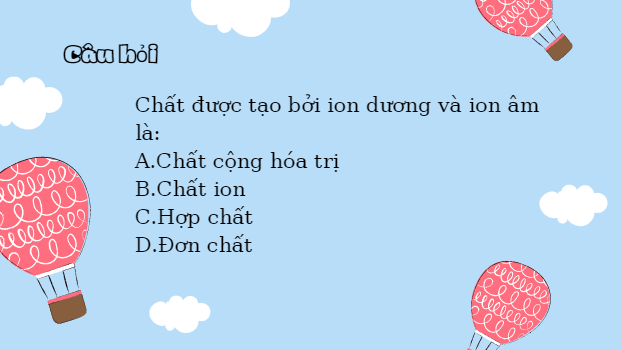 Câu hỏi
Chất được tạo bởi ion dương và ion âm
là:
A.Chất cộng hóa trị
B.Chất ion
C.Hợp chất
D.Đơn chất